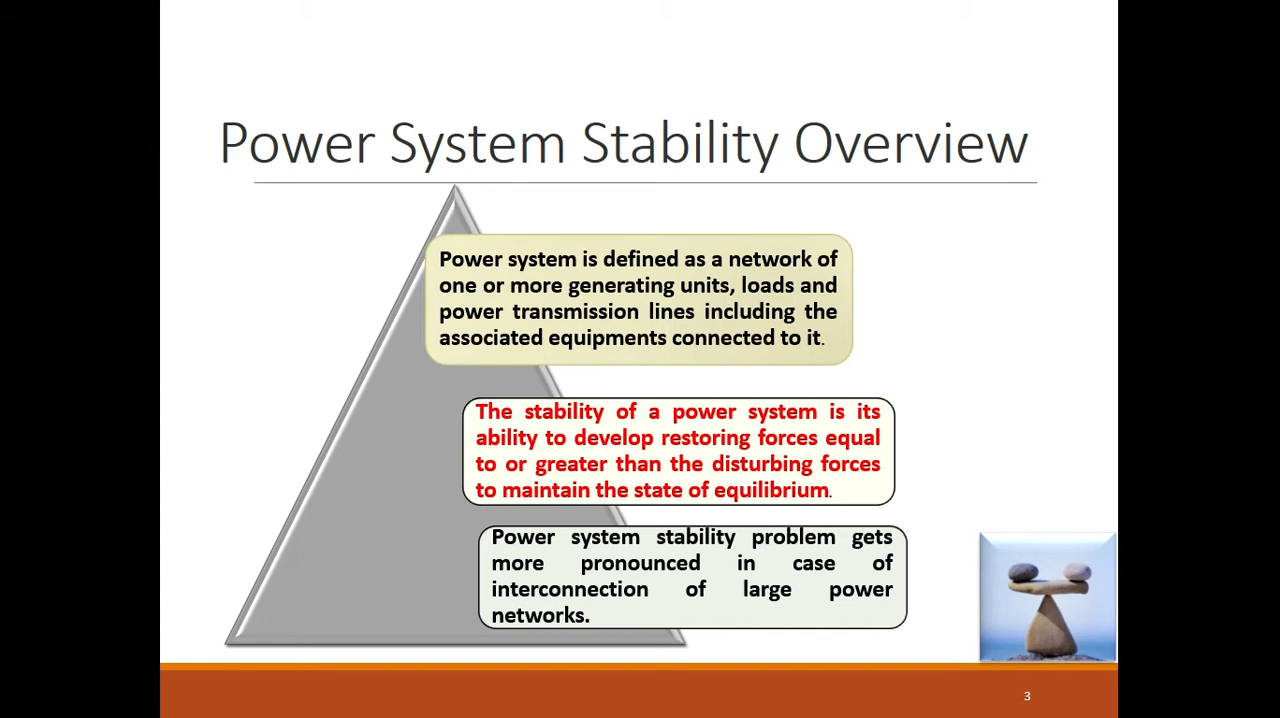 Power System Stability Overview
Power system is defined as a network of
one or more generating units, loads and
power transmission lines including the
associated equipments connected to it.
The stability of a power system is its
ability to develop restoring forces equal
to or greater than the disturbing forces
to maintain the state of equilibrium.
Power system stability problem gets
more pronounced in case of
interconnection of large power
networks.
3